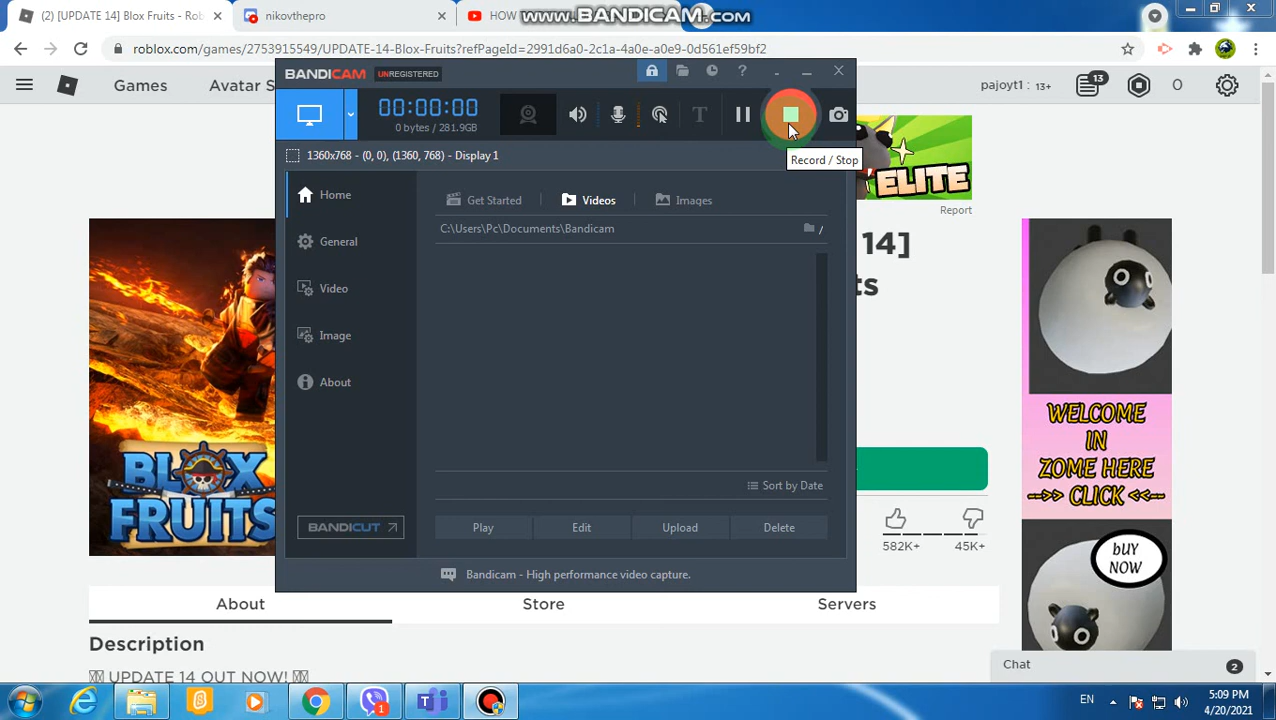 (2) [UPDATE 14] Blox Fruits - Rob
nikovthepro
HOW
www.BANDICAM.com
roblox.com/games/2753915549/UPDATE-14-Blox-Fruits?refPageId=2991d6a0-2c1a-4a0e-a0e9-0d561ef59bf2
Games
Avatar S
pajoyt1 : 13+
13
0
BANDICAM UNREGISTERED
00:00:00
0 bytes / 281.9GB
T
Record / Stop
1360x768 - (0, 0), (1360, 768) - Display 1
ELITE
Report
Home
General
Video
Image
About
Get Started
Videos
Images
C:\Users\Pc\Documents\Bandicam
/
Sort by Date
Play
Edit
Upload
Delete
BANDICUT
Bandicam - High performance video capture.
14]
ts
BLOX
FRUITS
582K+
45K+
WELCOME
IN
ZOME HERE
-->> CLICK <<--
bUY
NOW
About
Store
Servers
Description
UPDATE 14 OUT NOW!
Chat
2
1
EN
5:09 PM
4/20/2021